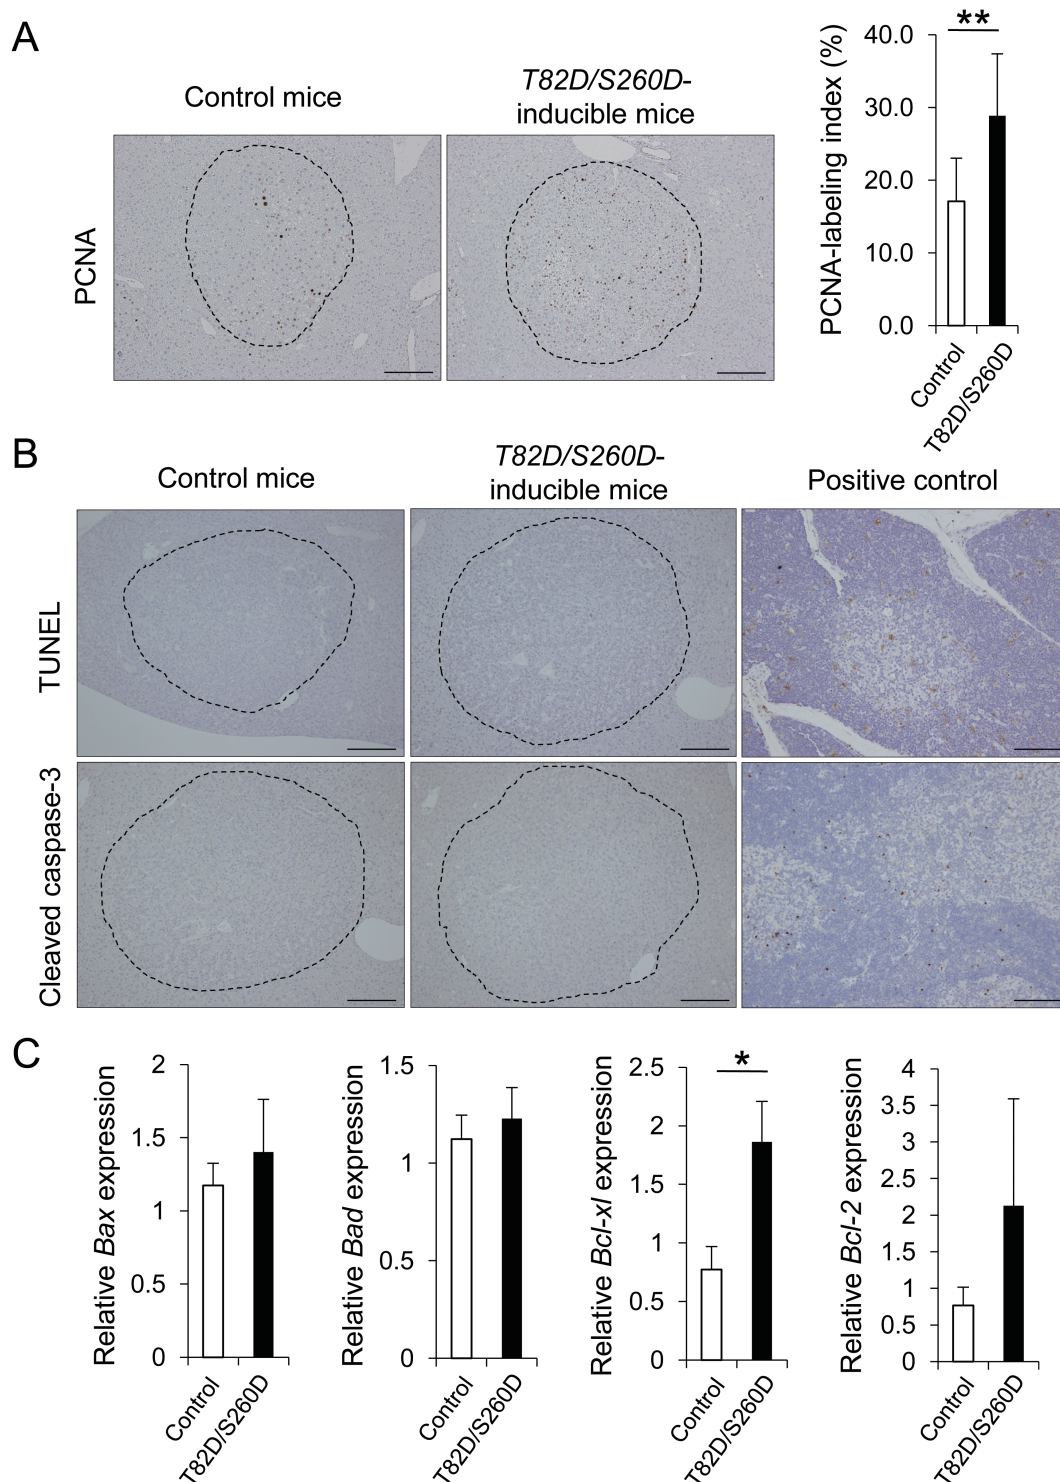 A
Control mice
T82D/S260D-
inducible mice
PCNA
**
PCNA-labeling index (%)
40.0
30.0
20.0
10.0
0.0
Control
T82D/S260D
B
Control mice
T82D/S260D-
inducible mice
Positive control
TUNEL
Cleaved caspase-3
C
Relative Bax expression
2
1.5
1
0.5
0
Control
T82D/S260D
Relative Bad expression
1.5
1
0.5
0
Control
T82D/S260D
Relative Bcl-xl expression
*
2.5
2
1.5
1
0.5
0
Control
T82D/S260D
Relative Bcl-2 expression
4
3.5
3
2.5
2
1.5
1
0.5
0
Control
T82D/S260D